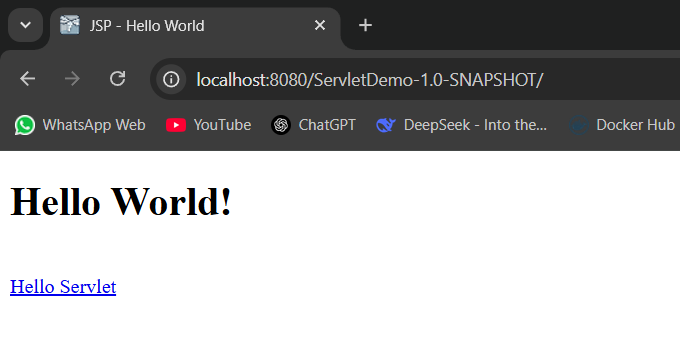 JSP - Hello World
localhost:8080/ServletDemo-1.0-SNAPSHOT/
WhatsApp Web YouTube ChatGPT DeepSeek - Into the... Docker Hub
Hello World!
Hello Servlet